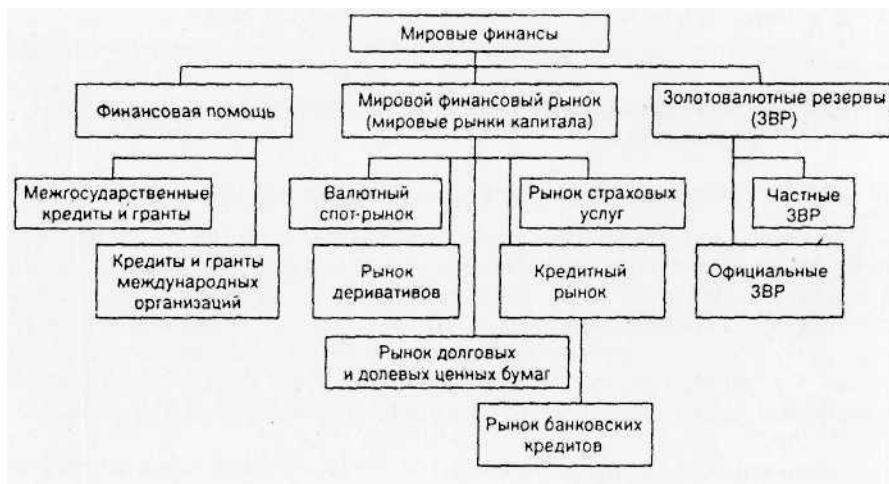 Мировые финансы
Финансовая помощь
Мировой финансовый рынок
(мировые рынки капитала)
Золотовалютные резервы
(ЗВР)
Межгосударственные
кредиты и гранты
Валютный
спот-рынок
Рынок страховых
услуг
Частные
ЗВР
Кредиты и гранты
международных
организаций
Рынок
деривативов
Кредитный
рынок
Официальные
ЗВР
Рынок долговых
и долевых ценных бумаг
Рынок банковских
кредитов